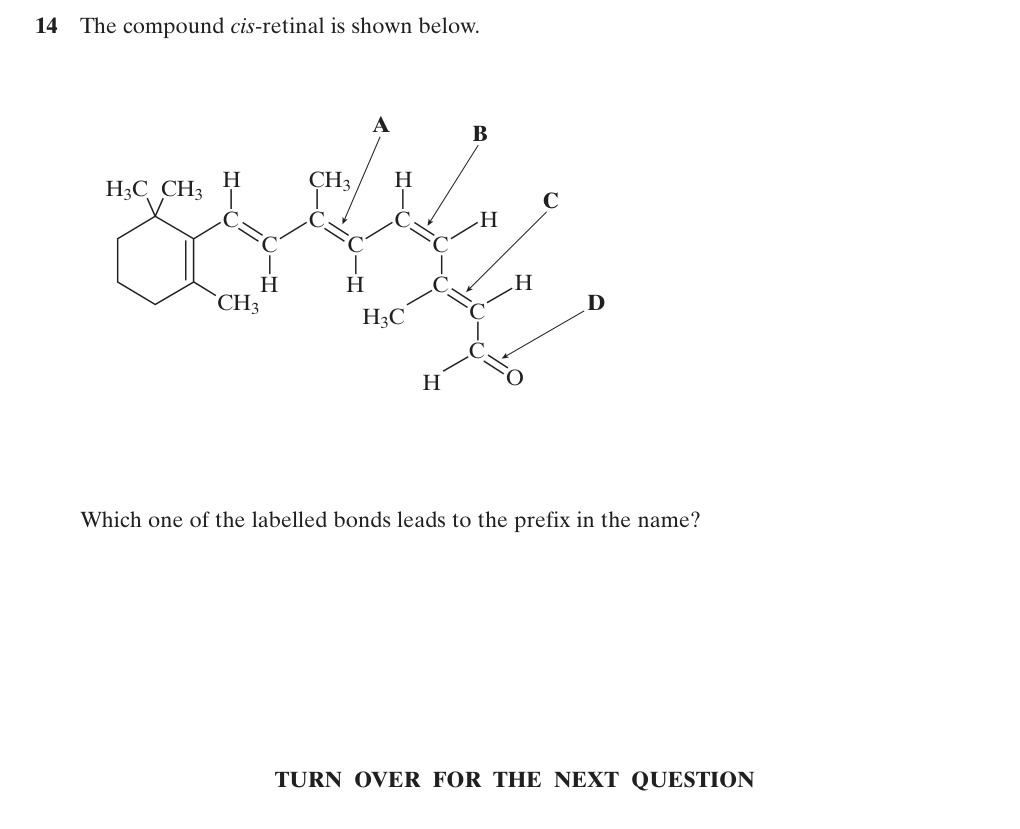 14 The compound cis-retinal is shown below.
A
B
H₃C CH₃ H CH₃ H
C
C C C H
C C C
H H C H
CH₃ H₃C C D
C
H O
Which one of the labelled bonds leads to the prefix in the name?
TURN OVER FOR THE NEXT QUESTION